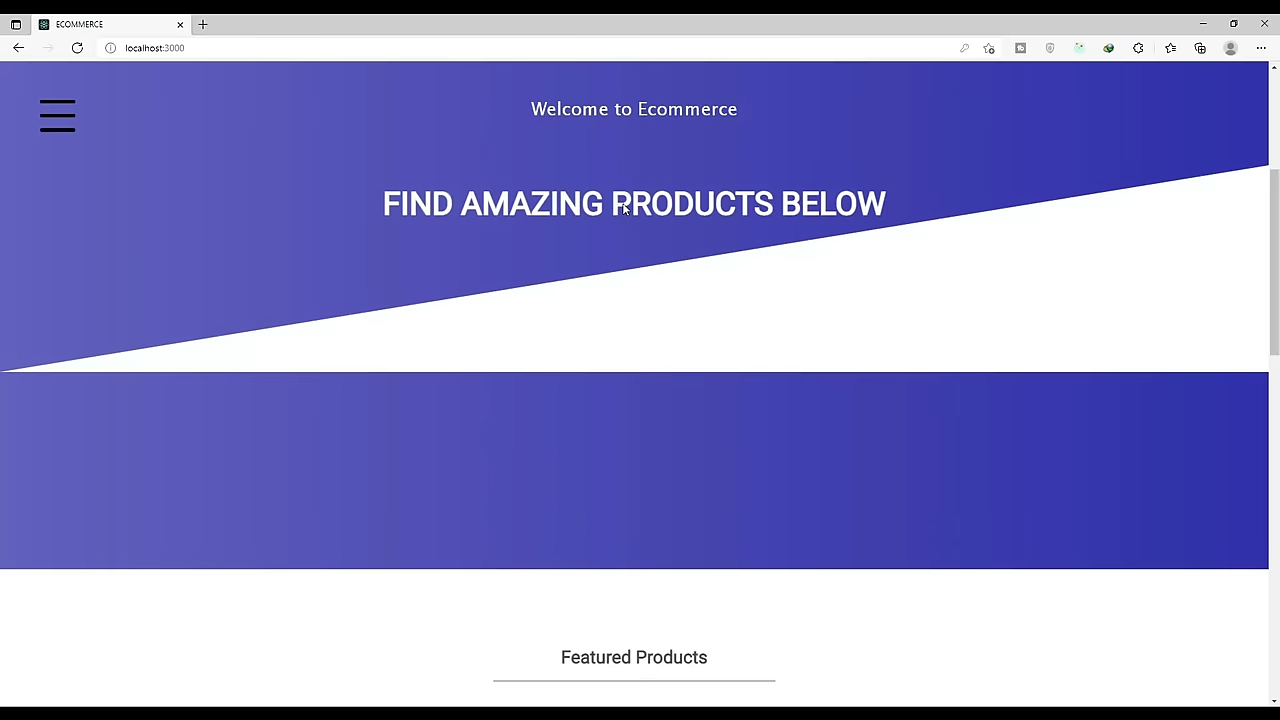 ECOMMERCE
localhost:3000
Welcome to Ecommerce
FIND AMAZING PRODUCTS BELOW
Featured Products